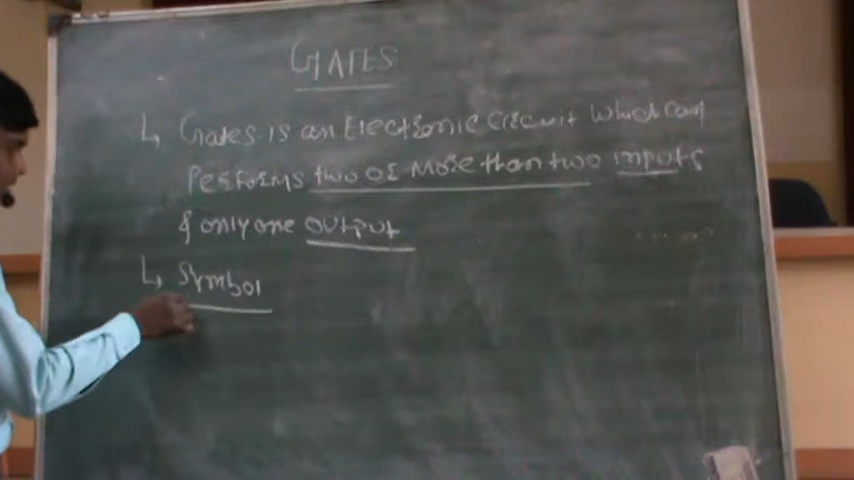 GATES
↳ Gates is an Electronic circuit which can
Performs two or more than two inputs
& only one output
↳ Symbol